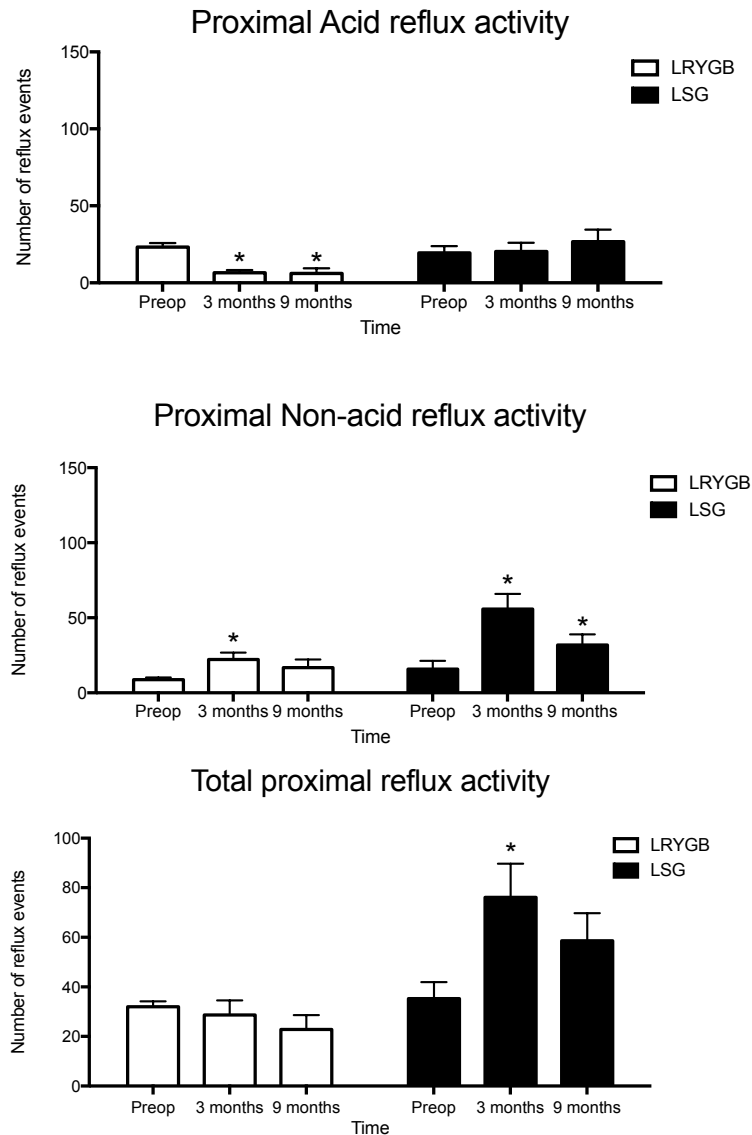 Proximal Acid reflux activity
150
100
50
0
Number of reflux events
LRYGB
LSG
* *
Preop 3 months 9 months Preop 3 months 9 months
Time
Proximal Non-acid reflux activity
150
100
50
0
Number of reflux events
LRYGB
LSG
* * *
Preop 3 months 9 months Preop 3 months 9 months
Time
Total proximal reflux activity
100
80
60
40
20
0
Number of reflux events
LRYGB
LSG
*
Preop 3 months 9 months Preop 3 months 9 months
Time